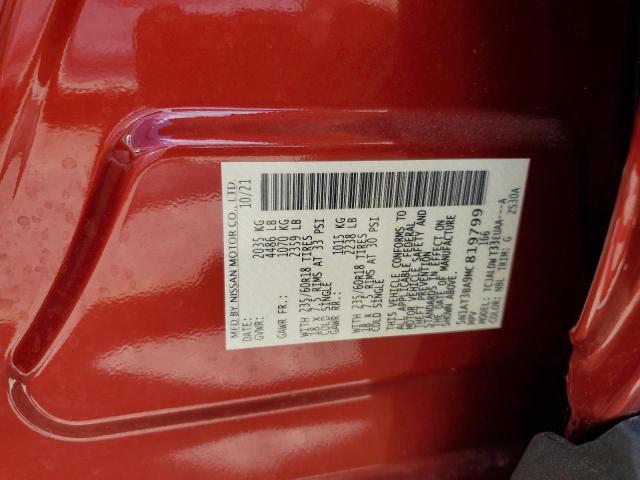 MFD BY NISSAN MOTOR CO., LTD.
DATE: 10/21
GVWR: 2035 KG
4486 LB
GAWR FR: 1070 KG
2359 LB
WITH 235/60R18 TIRES
18 X 7.5 RIMS AT 33 PSI
COLD SINGLE
GAWR RR: 1015 KG
2238 LB
WITH 235/60R18 TIRES
18 X 7.5 RIMS AT 30 PSI
COLD SINGLE
THIS VEHICLE CONFORMS TO
ALL APPLICABLE FEDERAL
MOTOR VEHICLE SAFETY AND
THEFT PREVENTION
STANDARDS IN EFFECT ON
THE DATE OF MANUFACTURE
SHOWN ABOVE.
5N1AT3BA9MC 819799
MPV 166
MODEL:
COLOR: NBL TRIM: G ZS30A